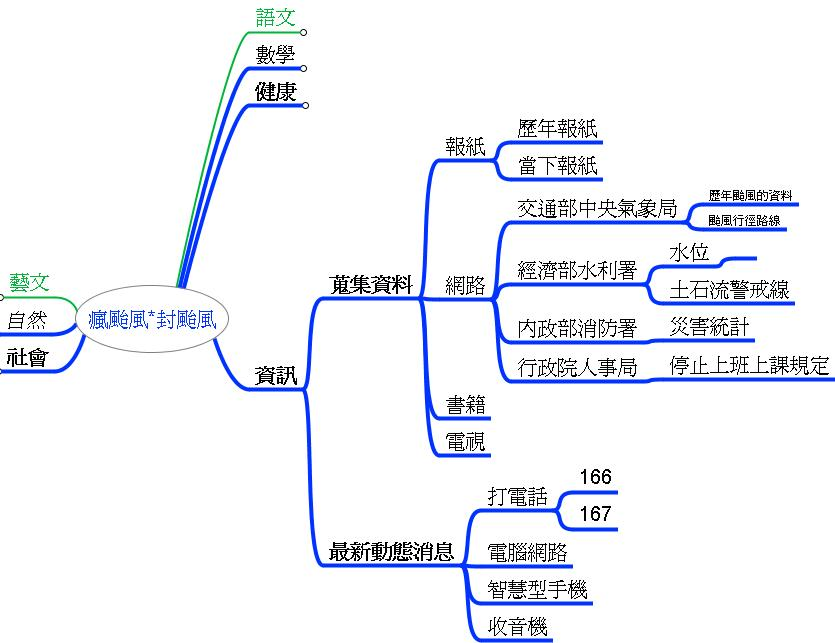 語文
數學
健康
藝文
自然
社會
瘋颱風*封颱風
資訊
蒐集資料
報紙
歷年報紙
當下報紙
網路
交通部中央氣象局
歷年颱風的資料
颱風行徑路線
經濟部水利署
水位
土石流警戒線
內政部消防署
災害統計
行政院人事局
停止上班上課規定
書籍
電視
最新動態消息
打電話
166
167
電腦網路
智慧型手機
收音機